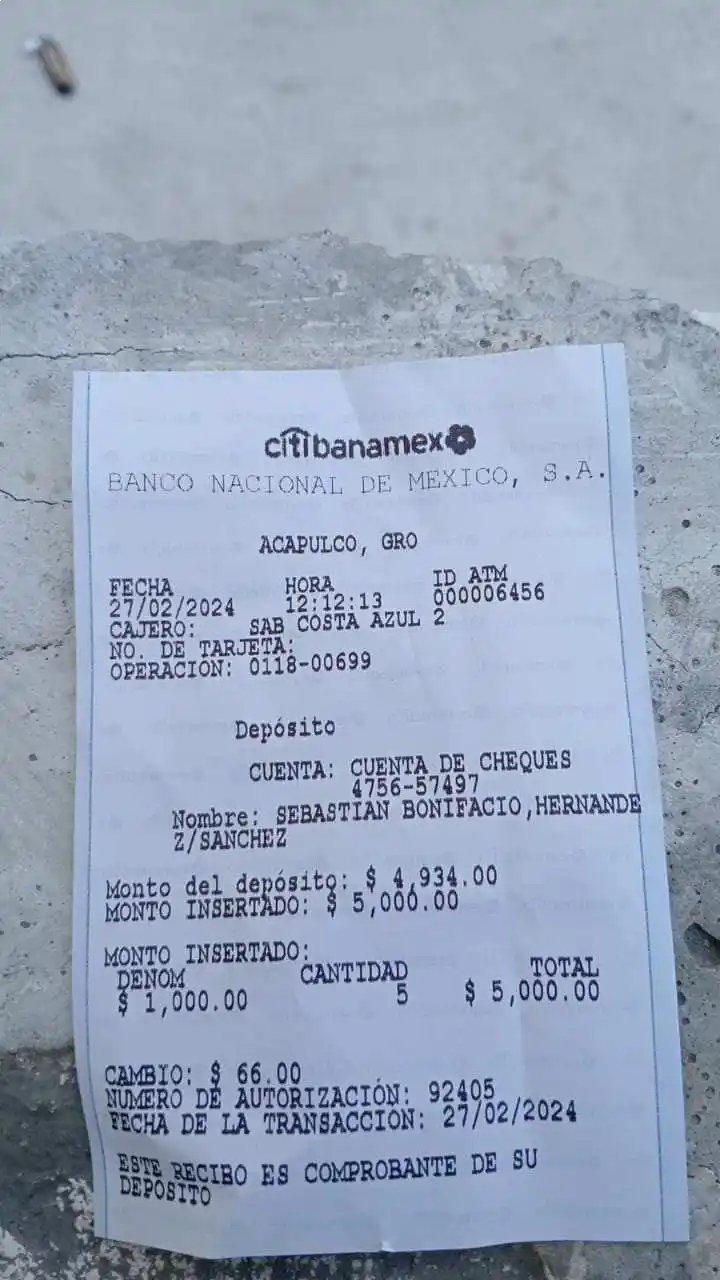 citibanamex
BANCO NACIONAL DE MEXICO, S.A.
ACAPULCO, GRO
FECHA HORA ID ATM
27/02/2024 12:12:13 000006456
CAJERO: SAB COSTA AZUL 2
NO. DE TARJETA:
OPERACION: 0118-00699
Depósito
CUENTA: CUENTA DE CHEQUES
4756-57497
Nombre: SEBASTIAN BONIFACIO,HERNANDE
Z/SANCHEZ
Monto del depósito: $ 4,934.00
MONTO INSERTADO: $ 5,000.00
MONTO INSERTADO:
DENOM CANTIDAD TOTAL
$ 1,000.00 5 $ 5,000.00
CAMBIO: $ 66.00
NUMERO DE AUTORIZACIÓN: 92405
FECHA DE LA TRANSACCIÓN: 27/02/2024
ESTE RECIBO ES COMPROBANTE DE SU
DEPOSITO